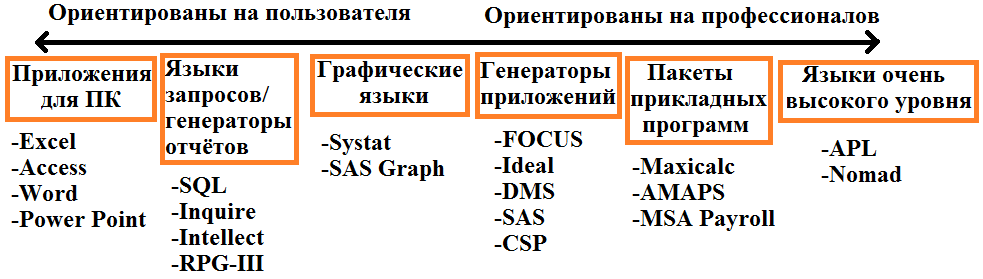 Ориентированы на пользователя
Ориентированы на профессионалов
Приложения
для ПК
-Excel
-Access
-Word
-Power Point
Языки
запросов/
генераторы
отчётов
-SQL
-Inquire
-Intellect
-RPG-III
Графические
языки
-Systat
-SAS Graph
Генераторы
приложений
-FOCUS
-Ideal
-DMS
-SAS
-CSP
Пакеты
прикладных
программ
-Maxicalc
-AMAPS
-MSA Payroll
Языки очень
высокого уровня
-APL
-Nomad